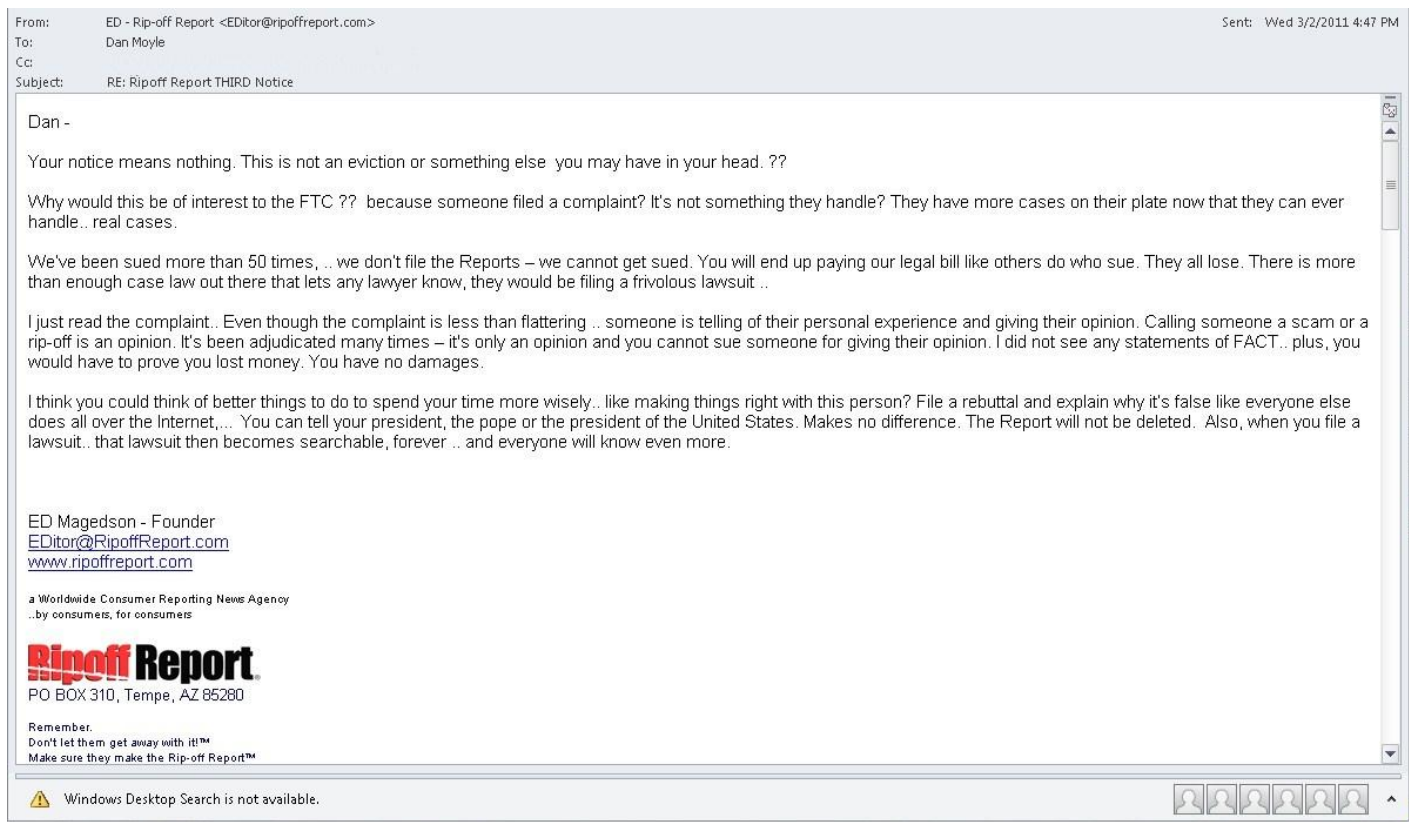 From: ED - Rip-off Report <EDitor@ripoffreport.com> Sent: Wed 3/2/2011 4:47 PM
To: Dan Moyle
Cc:
Subject: RE: Ripoff Report THIRD Notice
Dan -
Your notice means nothing. This is not an eviction or something else  you may have in your head. ??
Why would this be of interest to the FTC ??  because someone filed a complaint? It's not something they handle? They have more cases on their plate now that they can ever
handle.. real cases.
We've been sued more than 50 times, .. we don't file the Reports – we cannot get sued. You will end up paying our legal bill like others do who sue. They all lose. There is more
than enough case law out there that lets any lawyer know, they would be filing a frivolous lawsuit ..
I just read the complaint.. Even though the complaint is less than flattering .. someone is telling of their personal experience and giving their opinion. Calling someone a scam or a
rip-off is an opinion. It's been adjudicated many times – it's only an opinion and you cannot sue someone for giving their opinion. I did not see any statements of FACT.. plus, you
would have to prove you lost money. You have no damages.
I think you could think of better things to do to spend your time more wisely.. like making things right with this person? File a rebuttal and explain why it's false like everyone else
does all over the Internet,...  You can tell your president, the pope or the president of the United States. Makes no difference. The Report will not be deleted.  Also, when you file a
lawsuit.. that lawsuit then becomes searchable, forever .. and everyone will know even more.
ED Magedson - Founder
EDitor@RipoffReport.com
www.ripoffreport.com
a Worldwide Consumer Reporting News Agency
..by consumers, for consumers
Ripoff Report.
PO BOX 310, Tempe, AZ 85280
Remember.
Don't let them get away with it!™
Make sure they make the Rip-off Report™
Windows Desktop Search is not available.